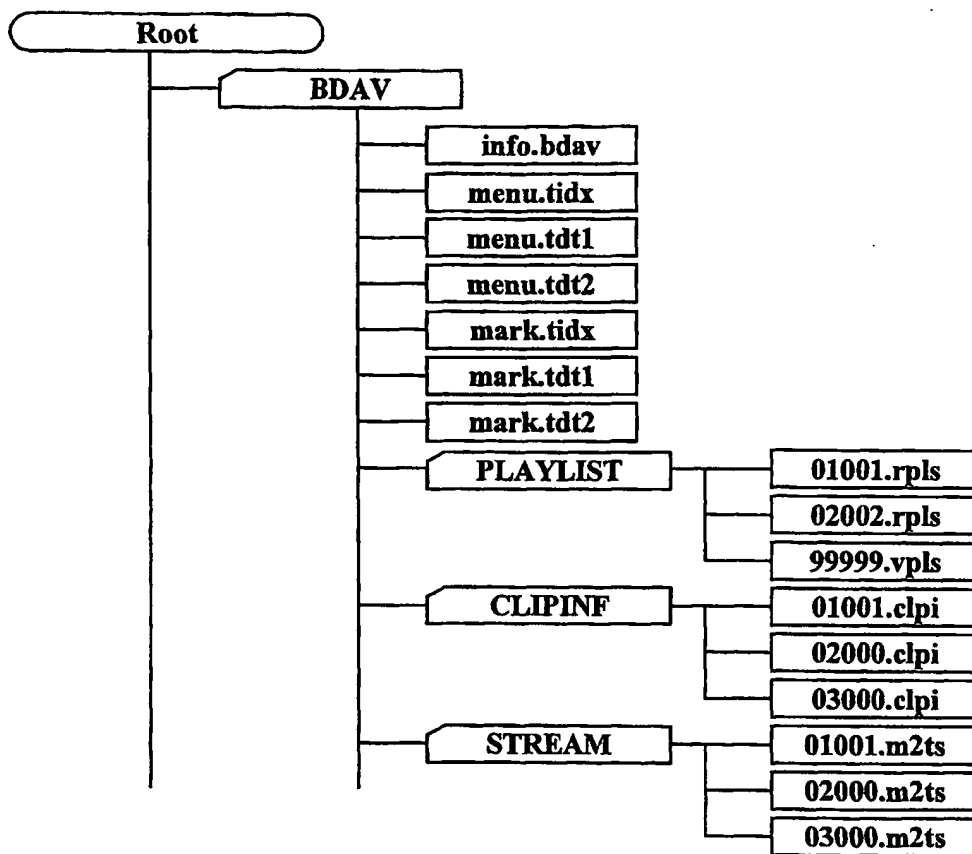 Root
BDAV
info.bdav
menu.tidx
menu.tdt1
menu.tdt2
mark.tidx
mark.tdt1
mark.tdt2
PLAYLIST
01001.rpls
02002.rpls
99999.vpls
CLIPINF
01001.clpi
02000.clpi
03000.clpi
STREAM
01001.m2ts
02000.m2ts
03000.m2ts